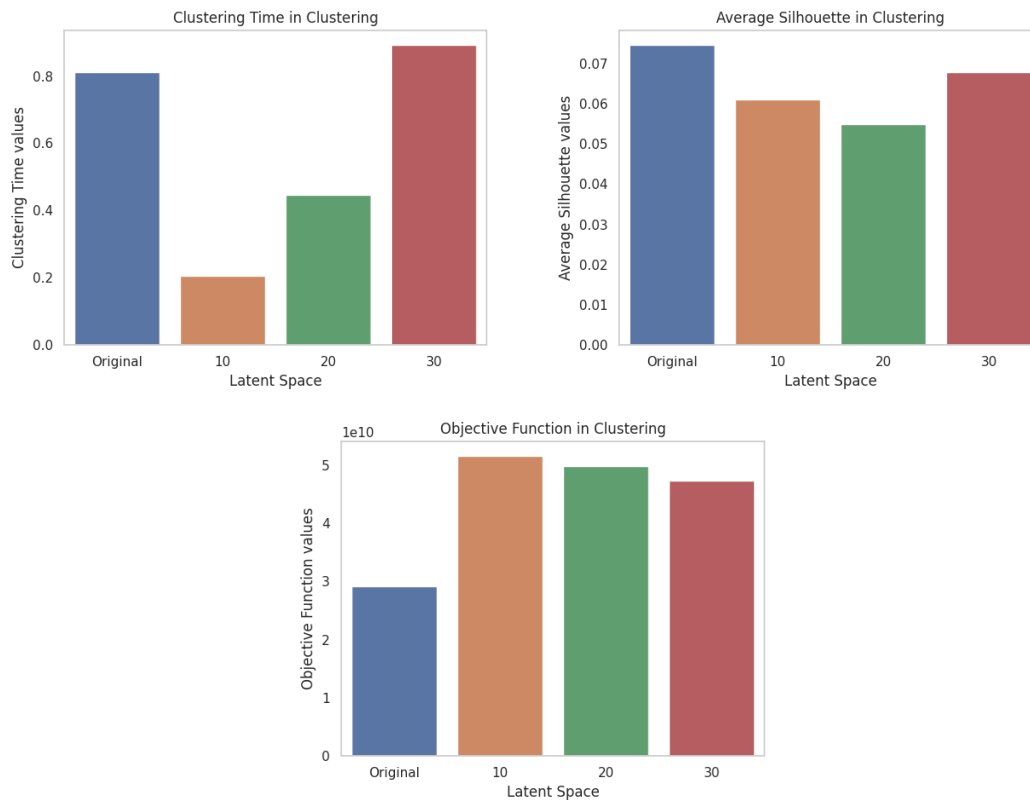 Clustering Time in Clustering
Clustering Time values
0.8
0.6
0.4
0.2
0.0
Original 10 20 30
Latent Space
Average Silhouette in Clustering
Average Silhouette values
0.07
0.06
0.05
0.04
0.03
0.02
0.01
0.00
Original 10 20 30
Latent Space
Objective Function in Clustering
1e10
Objective Function values
5
4
3
2
1
0
Original 10 20 30
Latent Space